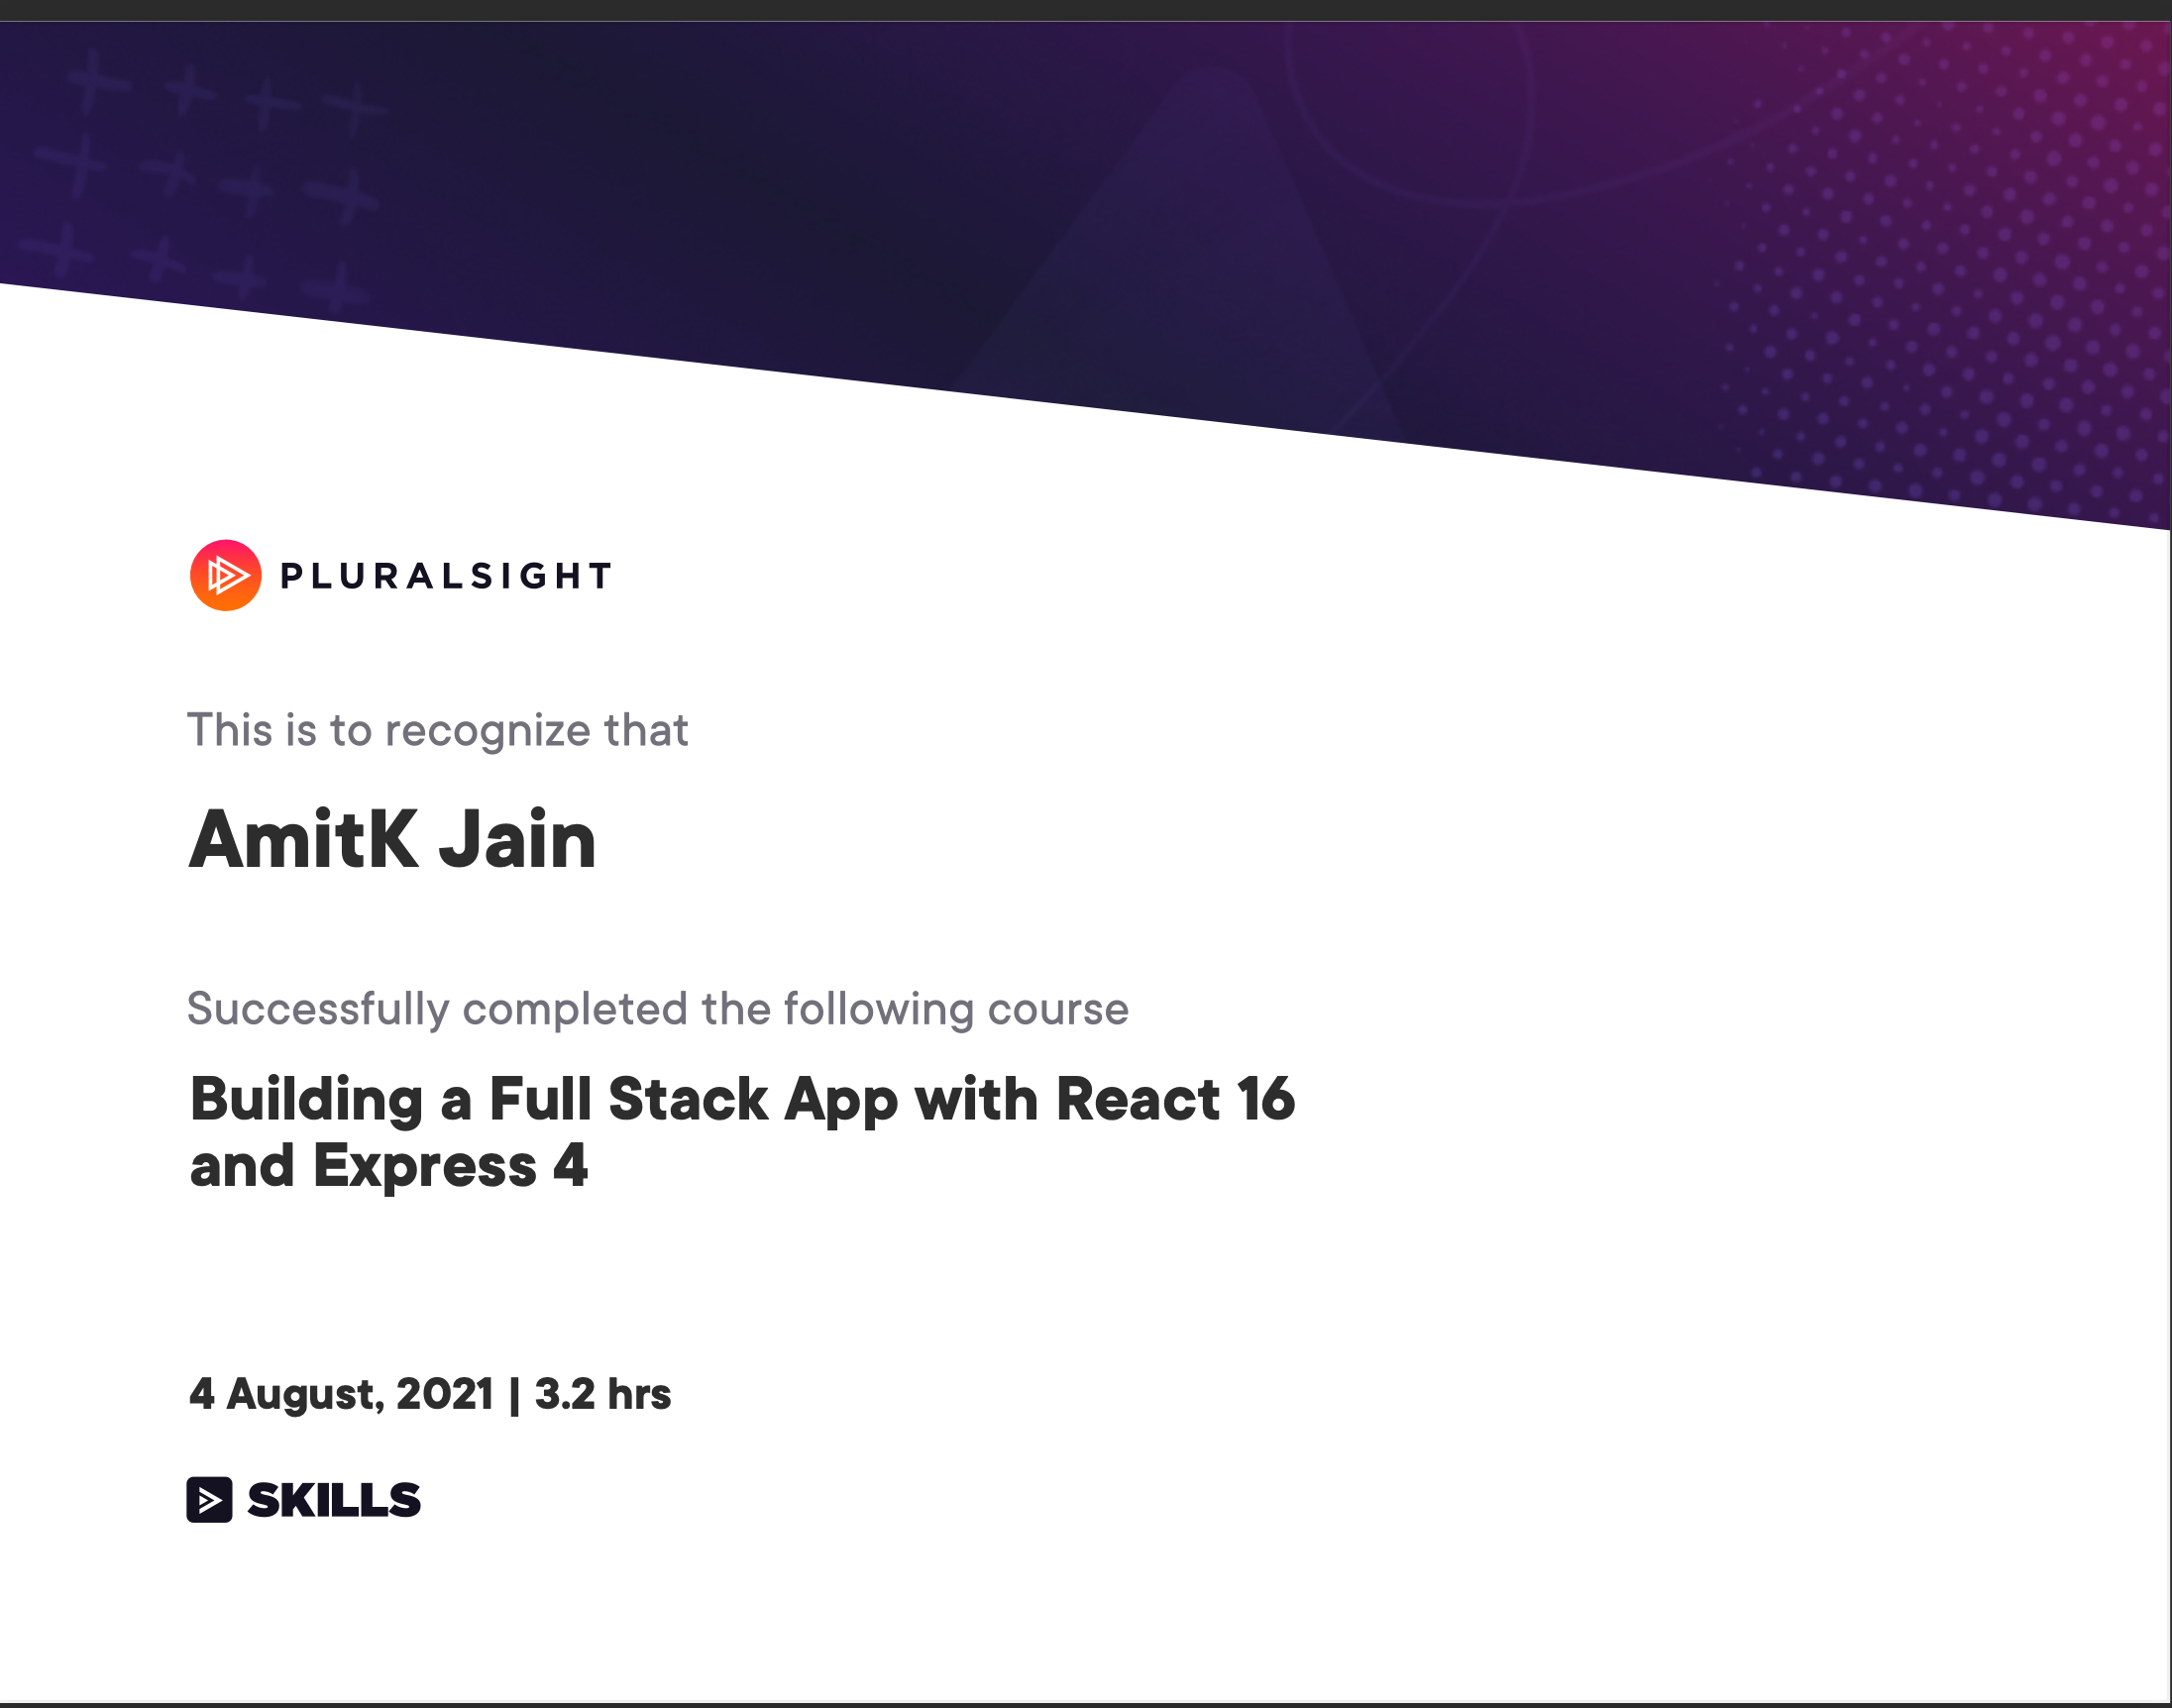 PLURALSIGHT
This is to recognize that
AmitK Jain
Successfully completed the following course
Building a Full Stack App with React 16
and Express 4
4 August, 2021 | 3.2 hrs
SKILLS